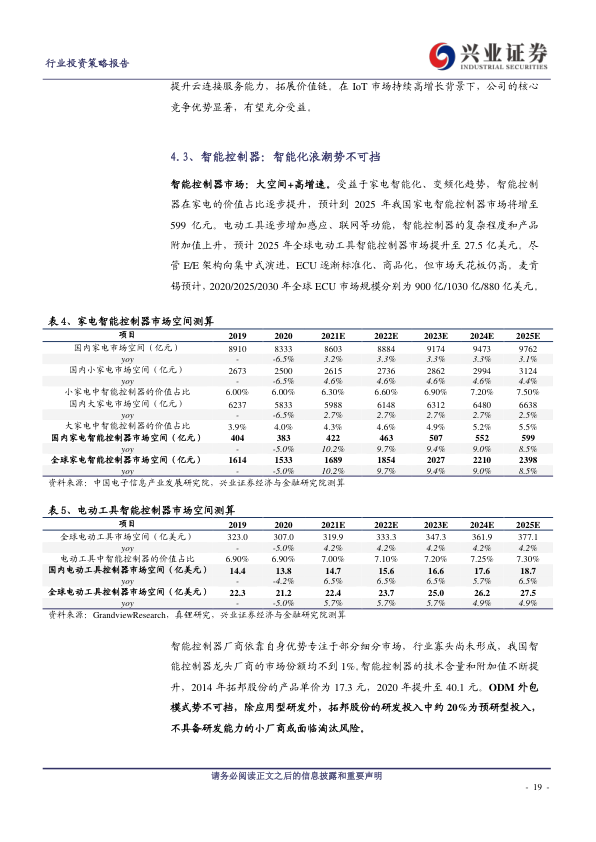 行业投资策略报告
兴业证券
INDUSTRIAL SECURITIES
提升云连接服务能力，拓展价值链。在 IoT 市场持续高增长背景下，公司的核心
竞争优势显著，有望充分受益。
4.3、智能控制器：智能化浪潮势不可挡
智能控制器市场：大空间+高增速。受益于家电智能化、变频化趋势，智能控制
器在家电的价值占比逐步提升，预计到 2025 年我国家电智能控制器市场将增至
599 亿元。电动工具逐步增加感应、联网等功能，智能控制器的复杂程度和产品
附加值上升，预计 2025 年全球电动工具智能控制器市场提升至 27.5 亿美元。尽
管 E/E 架构向集中式演进，ECU 逐渐标准化，商品化，但市场天花板仍高。麦肯
锡预计，2020/2025/2030 年全球 ECU 市场规模分别为 900 亿/1030 亿/880 亿美元。
表 4、家电智能控制器市场空间测算
项目 2019 2020 2021E 2022E 2023E 2024E 2025E
国内家电市场空间（亿元） 8910 8333 8603 8884 9174 9473 9762
yoy - -6.5% 3.2% 3.3% 3.3% 3.3% 3.1%
国内小家电市场空间（亿元） 2673 2500 2615 2736 2862 2994 3124
yoy - -6.5% 4.6% 4.6% 4.6% 4.6% 4.4%
小家电中智能控制器的价值占比 6.00% 6.00% 6.30% 6.60% 6.90% 7.20% 7.50%
国内大家电市场空间（亿元） 6237 5833 5988 6148 6312 6480 6638
yoy - -6.5% 2.7% 2.7% 2.7% 2.7% 2.5%
大家电中智能控制器的价值占比 3.9% 4.0% 4.3% 4.6% 4.9% 5.2% 5.5%
国内家电智能控制器市场空间（亿元） 404 383 422 463 507 552 599
yoy - -5.0% 10.2% 9.7% 9.4% 9.0% 8.5%
全球家电智能控制器市场空间（亿元） 1614 1533 1689 1854 2027 2210 2398
yoy - -5.0% 10.2% 9.7% 9.4% 9.0% 8.5%
资料来源：中国电子信息产业发展研究院，兴业证券经济与金融研究院测算
表 5、电动工具智能控制器市场空间测算
项目 2019 2020 2021E 2022E 2023E 2024E 2025E
全球电动工具市场空间（亿美元） 323.0 307.0 319.9 333.3 347.3 361.9 377.1
yoy - -5.0% 4.2% 4.2% 4.2% 4.2% 4.2%
电动工具中智能控制器的价值占比 6.90% 6.90% 7.00% 7.10% 7.20% 7.25% 7.30%
国内电动工具控制器市场空间（亿美元） 14.4 13.8 14.7 15.6 16.6 17.6 18.7
yoy - -4.2% 6.5% 6.5% 6.5% 5.7% 6.5%
全球电动工具控制器市场空间（亿美元） 22.3 21.2 22.4 23.7 25.0 26.2 27.5
yoy - -5.0% 5.7% 5.7% 5.7% 4.9% 4.9%
资料来源：GrandviewResearch，真锂研究，兴业证券经济与金融研究院测算
智能控制器厂商依靠自身优势专注于部分细分市场，行业寡头尚未形成，我国智
能控制器龙头厂商的市场份额均不到 1%。智能控制器的技术含量和附加值不断提
升，2014 年拓邦股份的产品单价为 17.3 元，2020 年提升至 40.1 元。ODM 外包
模式势不可挡，除应用型研发外，拓邦股份的研发投入中约 20%为预研型投入，
不具备研发能力的小厂商或面临淘汰风险。
请务必阅读正文之后的信息披露和重要声明
- 19 -